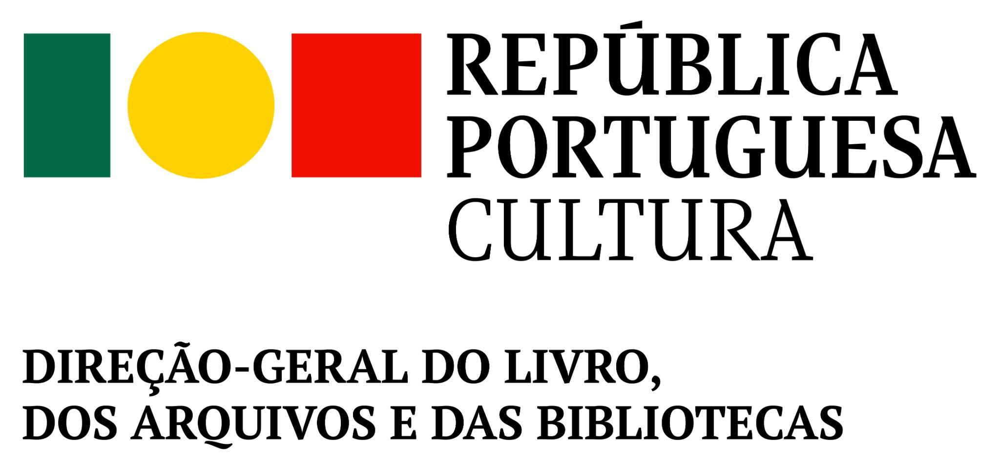 REPÚBLICA
PORTUGUESA
CULTURA
DIREÇÃO-GERAL DO LIVRO,
DOS ARQUIVOS E DAS BIBLIOTECAS